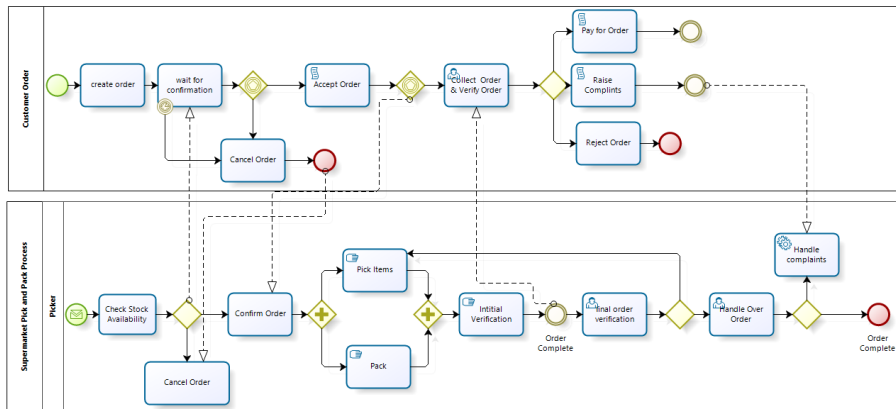 Customer Order
create order
wait for
confirmation
Accept Order
Cancel Order
Collect Order
& Verify Order
Pay for Order
Raise
Complints
Reject Order
Supermarket Pick and Pack Process
Picker
Check Stock
Availability
Cancel Order
Confirm Order
Pick Items
Pack
Intitial
Verification
Order
Complete
final order
verification
Handle Over
Order
Handle
complaints
Order
Complete